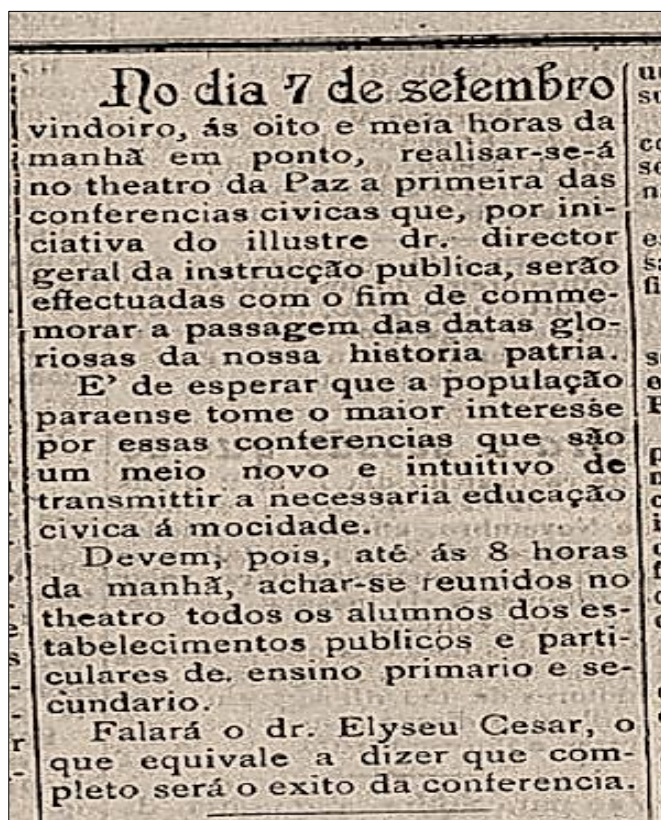 No dia 7 de setembro
vindoiro, ás oito e meia horas da
manhã em ponto, realisar-se-á
no theatro da Paz a primeira das
conferencias civicas que, por ini-
ciativa do illustre dr. director
geral da instrucção publica, serão
effectuadas com o fim de comme-
morar a passagem das datas glo-
riosas da nossa historia patria.
E' de esperar que a população
paraense tome o maior interesse
por essas conferencias que são
um meio novo e intuitivo de
transmittir a necessaria educação
civica á mocidade.
Devem, pois, até ás 8 horas
da manhã, achar-se reunidos no
theatro todos os alumnos dos es-
tabelecimentos publicos e parti-
culares de ensino primario e se-
cundario.
Falará o dr. Elyseu Cesar, o
que equivale a dizer que com-
pleto será o exito da conferencia.